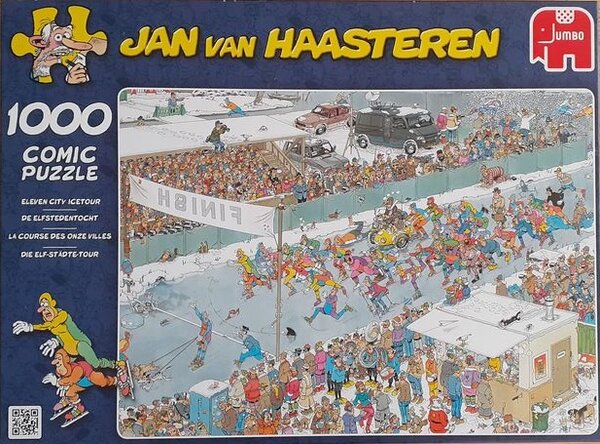 JAN VAN HAASTEREN
JUMBO
1000
COMIC
PUZZLE
ELEVEN CITY ICETOUR
DE ELFSTEDENTOCHT
LA COURSE DES ONZE VILLES
DIE ELF-STÄDTE-TOUR
FINISH